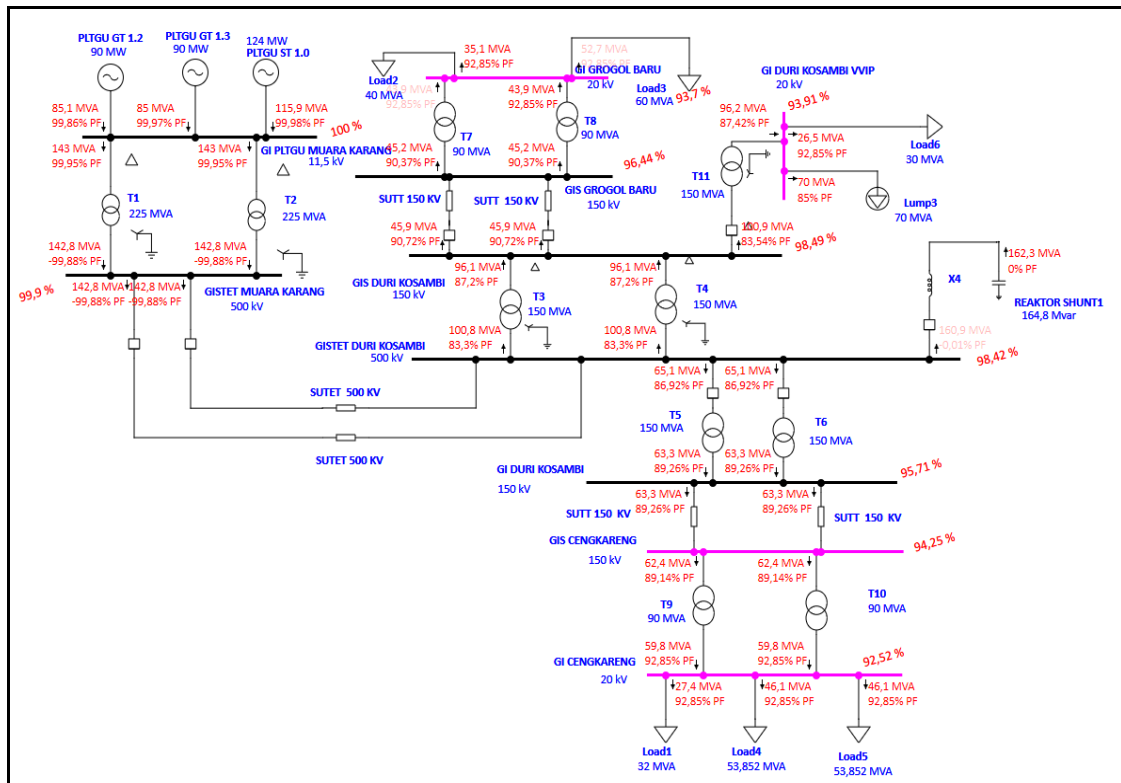 PLTGU GT 1.2
90 MW
PLTGU GT 1.3
90 MW
124 MW
PLTGU ST 1.0
85,1 MVA
99,86% PF
85 MVA
99,97% PF
115,9 MVA
99,98% PF
100 %
143 MVA
99,95% PF
143 MVA
99,95% PF
GI PLTGU MUARA KARANG
11,5 kV
T1
225 MVA
T2
225 MVA
142,8 MVA
-99,88% PF
142,8 MVA
-99,88% PF
99,9 %
142,8 MVA
-99,88% PF
142,8 MVA
-99,88% PF
GISTET MUARA KARANG
500 kV
35,1 MVA
92,85% PF
52,7 MVA
92,85% PF
GI GROGOL BARU
20 kV
Load2
40 MVA
Load3
60 MVA
93,7 %
92,85% PF
43,9 MVA
92,85% PF
T7
90 MVA
T8
90 MVA
45,2 MVA
90,37% PF
45,2 MVA
90,37% PF
96,44 %
GIS GROGOL BARU
150 kV
SUTT 150 KV
SUTT 150 KV
45,9 MVA
90,72% PF
45,9 MVA
90,72% PF
GI DURI KOSAMBI VVIP
20 kV
93,91 %
96,2 MVA
87,42% PF
26,5 MVA
92,85% PF
Load6
30 MVA
T11
150 MVA
70 MVA
85% PF
Lump3
70 MVA
100,9 MVA
83,54% PF
98,49 %
GIS DURI KOSAMBI
150 kV
96,1 MVA
87,2% PF
96,1 MVA
87,2% PF
T3
150 MVA
T4
150 MVA
100,8 MVA
83,3% PF
100,8 MVA
83,3% PF
GISTET DURI KOSAMBI
500 kV
X4
162,3 MVA
0% PF
REAKTOR SHUNT1
164,8 Mvar
160,9 MVA
-0,01% PF
98,42 %
SUTET 500 KV
SUTET 500 KV
65,1 MVA
86,92% PF
65,1 MVA
86,92% PF
T5
150 MVA
T6
150 MVA
63,3 MVA
89,26% PF
63,3 MVA
89,26% PF
95,71 %
GI DURI KOSAMBI
150 kV
63,3 MVA
89,26% PF
63,3 MVA
89,26% PF
SUTT 150 KV
SUTT 150 KV
94,25 %
GIS CENGKARENG
150 kV
62,4 MVA
89,14% PF
62,4 MVA
89,14% PF
T9
90 MVA
T10
90 MVA
59,8 MVA
92,85% PF
59,8 MVA
92,85% PF
92,52 %
GI CENGKARENG
20 kV
27,4 MVA
92,85% PF
46,1 MVA
92,85% PF
46,1 MVA
92,85% PF
Load1
32 MVA
Load4
53,852 MVA
Load5
53,852 MVA